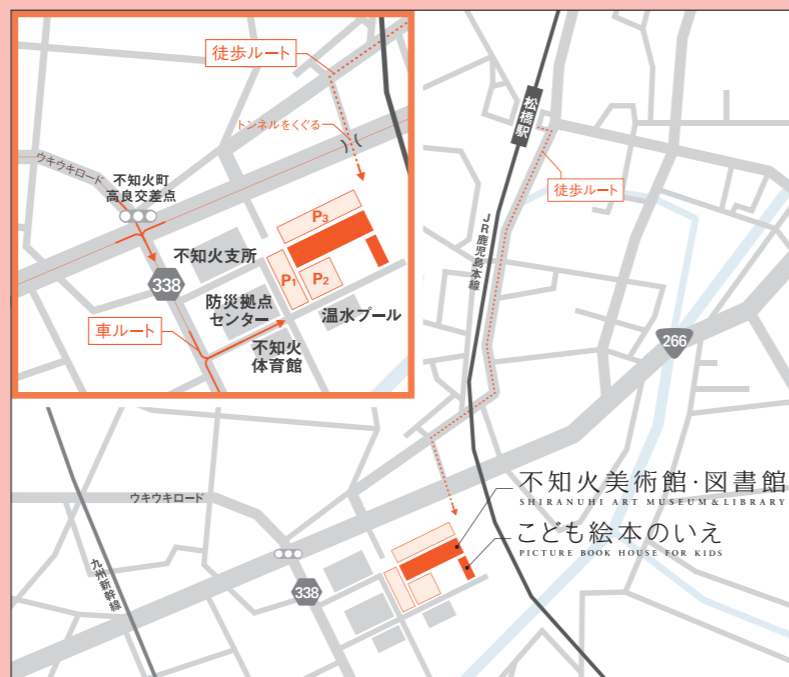 徒歩ルート
トンネルをくぐる
ウキウキロード
不知火町
高良交差点
P3
不知火支所
338
P1
P2
防災拠点
センター
温水プール
車ルート
不知火
体育館
松橋駅
徒歩ルート
JR鹿児島本線
266
不知火美術館・図書館
SHIRANUHI ART MUSEUM & LIBRARY
こども絵本のいえ
PICTURE BOOK HOUSE FOR KIDS
ウキウキロード
九州新幹線
338